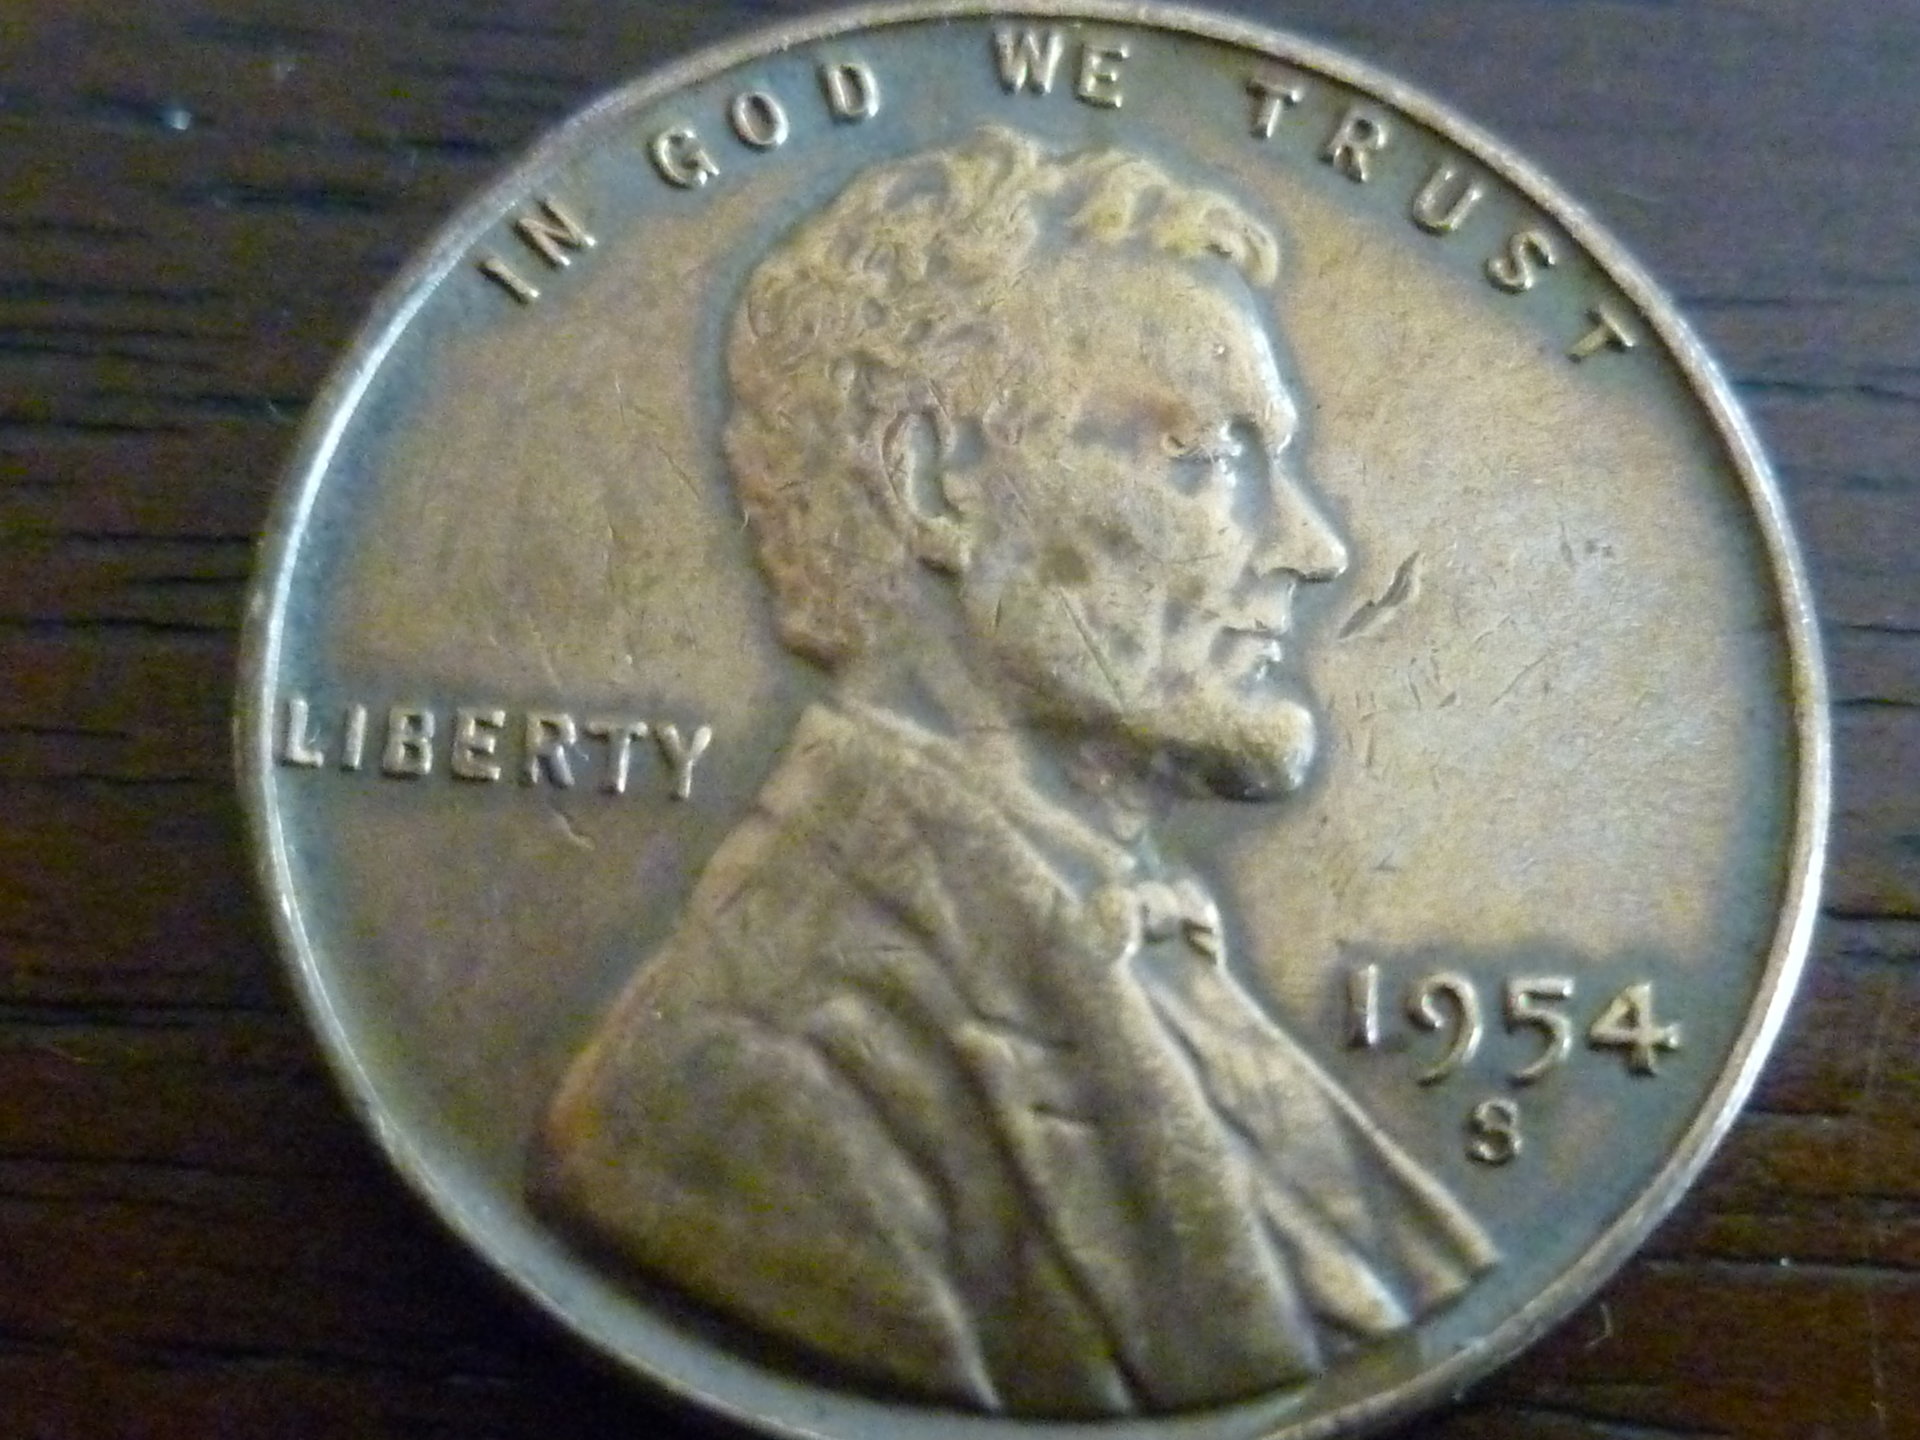 IN GOD WE TRUST
LIBERTY
1954
S